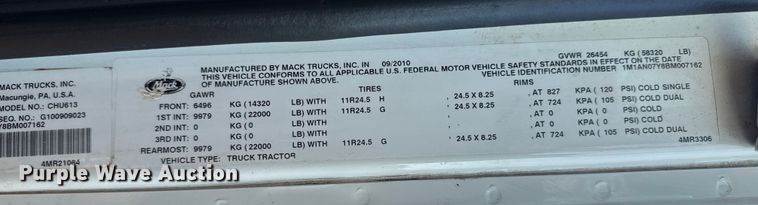 MACK TRUCKS, INC.
Macungie, PA, U.S.A.
MODEL NO: CHU613
SEQ. NO: G100909023
Y8BM007162
4MR21064
Mack
MANUFACTURED BY MACK TRUCKS, INC. IN 09/2010 GVWR 26454 KG (58320 LB)
THIS VEHICLE CONFORMS TO ALL APPLICABLE U.S. FEDERAL MOTOR VEHICLE SAFETY STANDARDS IN EFFECT ON THE DATE
OF MANUFACTURE SHOWN ABOVE. VEHICLE IDENTIFICATION NUMBER 1M1AN07Y8BM007162
GAWR TIRES RIMS
FRONT: 6496 KG (14320 LB) WITH 11R24.5 H , 24.5 X 8.25 , AT 827 KPA ( 120 PSI) COLD SINGLE
1ST INT: 9979 KG (22000 LB) WITH 11R24.5 G , 24.5 X 8.25 , AT 724 KPA ( 105 PSI) COLD DUAL
2ND INT: 0 KG (0 LB) WITH , , AT 0 KPA ( 0 PSI) COLD
3RD INT: 0 KG (0 LB) WITH , , AT 0 KPA ( 0 PSI) COLD
REARMOST: 9979 KG (22000 LB) WITH 11R24.5 G , 24.5 X 8.25 , AT 724 KPA ( 105 PSI) COLD DUAL
VEHICLE TYPE: TRUCK TRACTOR 4MR3306
Purple Wave Auction